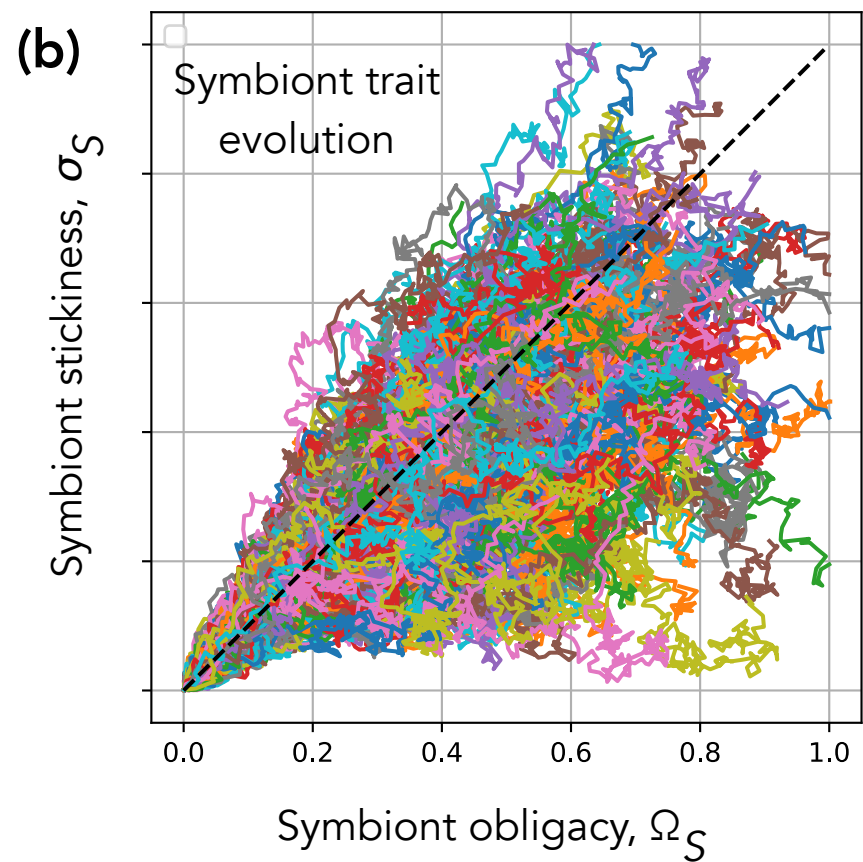 (b)
Symbiont trait
evolution
Symbiont stickiness, σS
0.0 0.2 0.4 0.6 0.8 1.0
Symbiont obligacy, ΩS